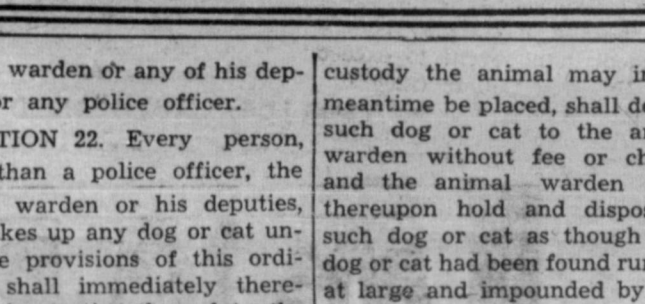 warden or any of his dep-
or any police officer.
TION 22. Every person,
than a police officer, the
warden or his deputies,
kes up any dog or cat un-
e provisions of this ordi-
shall immediately there-
custody the animal may i
meantime be placed, shall d
such dog or cat to the a
warden without fee or ch
and the animal warden
thereupon hold and dispo
such dog or cat as though
dog or cat had been found ru
at large and impounded by